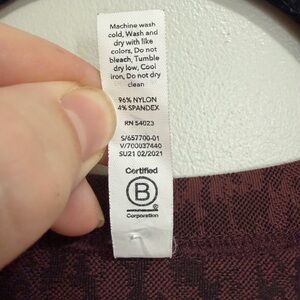 Machine wash
cold, Wash and
dry with like
colors, Do not
bleach, Tumble
dry low, Cool
iron, Do not dry
clean
96% NYLON
4% SPANDEX
RN 54023
S/657700-01
V/700037440
SU21 02/2021
Certified
B
Corporation